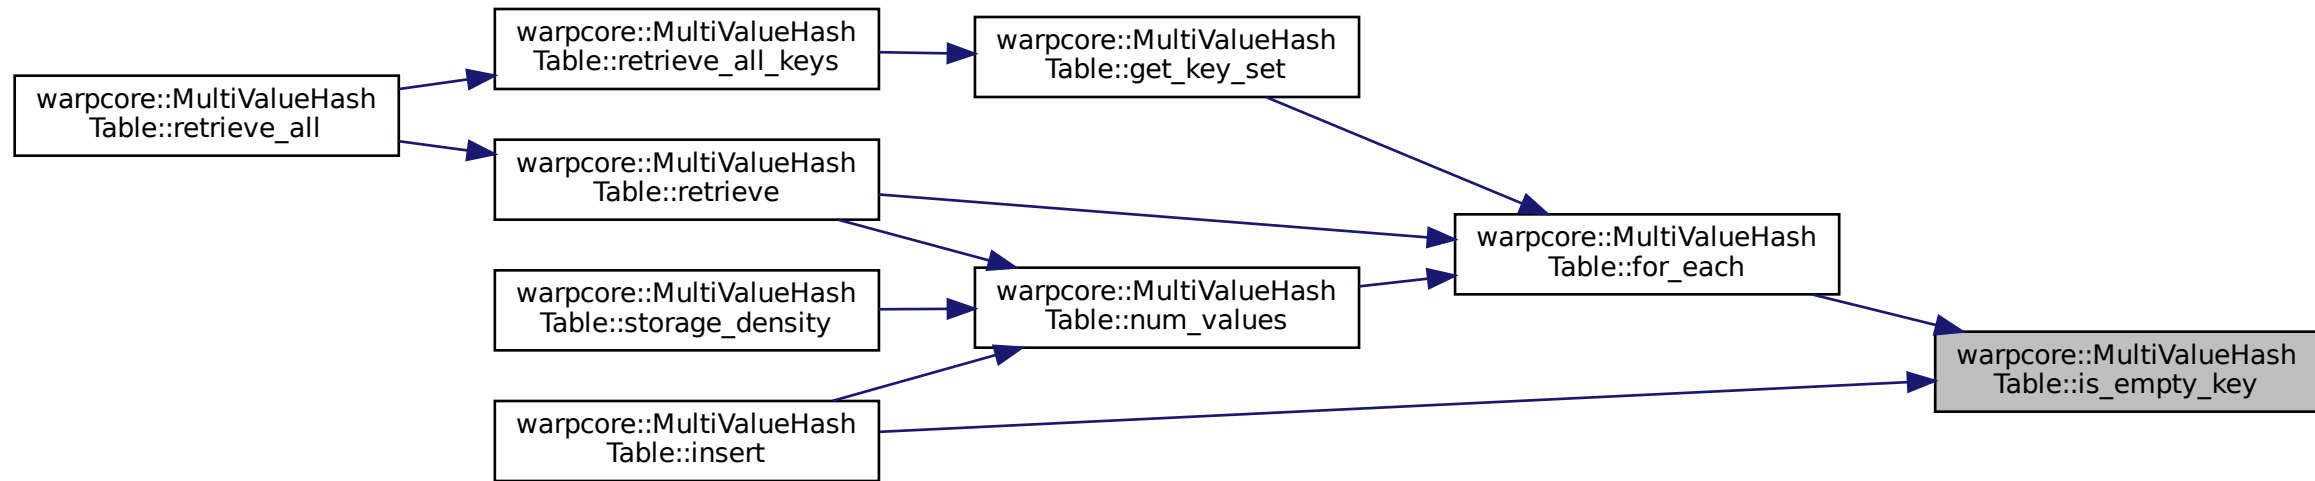 warpcore::MultiValueHash
Table::retrieve_all
warpcore::MultiValueHash
Table::retrieve_all_keys
warpcore::MultiValueHash
Table::retrieve
warpcore::MultiValueHash
Table::storage_density
warpcore::MultiValueHash
Table::insert
warpcore::MultiValueHash
Table::get_key_set
warpcore::MultiValueHash
Table::num_values
warpcore::MultiValueHash
Table::for_each
warpcore::MultiValueHash
Table::is_empty_key